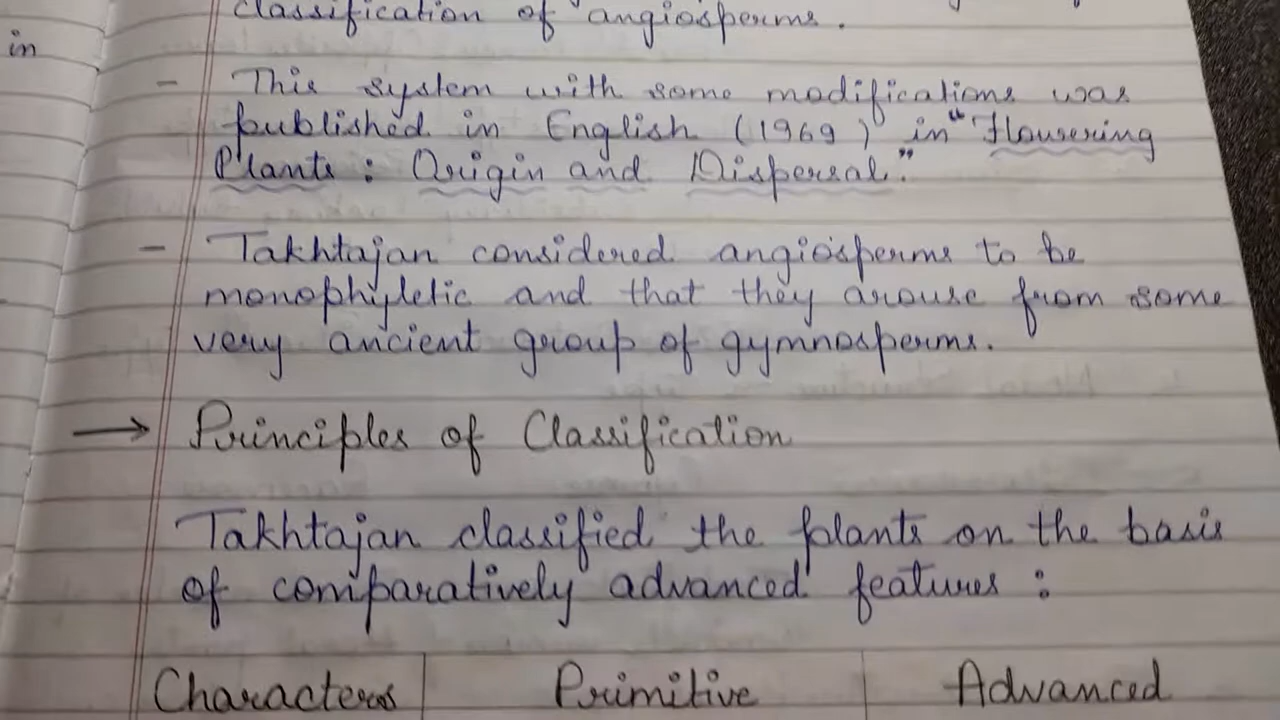 classification of angiosperms.
in
- This system with some modifications was
published in English (1969) in "Flowering
Plants : Origin and Dispersal."
- Takhtajan considered angiosperms to be
monophyletic and that they arouse from some
very ancient group of gymnosperms.
→ Principles of Classification
Takhtajan classified the plants on the basis
of comparatively advanced features :
Characters Primitive Advanced